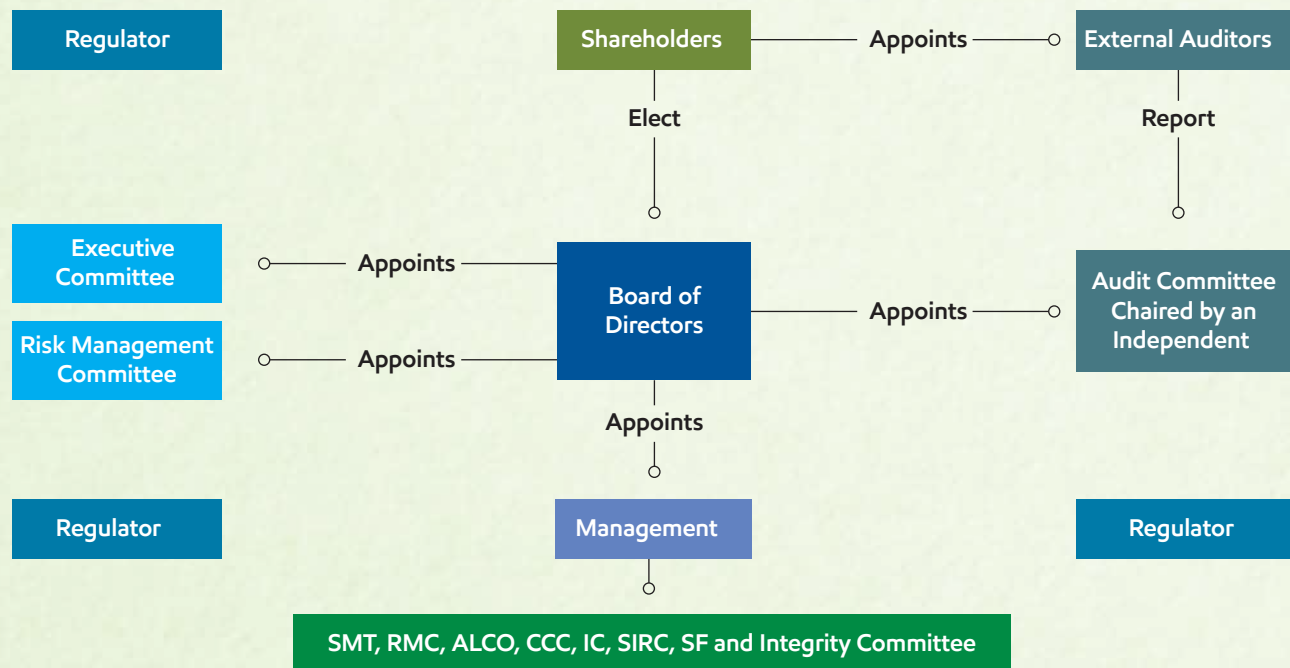 Regulator
Shareholders
Appoints
External Auditors
Elect
Report
Executive
Committee
Appoints
Board of
Directors
Appoints
Audit Committee
Chaired by an
Independent
Risk Management
Committee
Appoints
Appoints
Regulator
Management
Regulator
SMT, RMC, ALCO, CCC, IC, SIRC, SF and Integrity Committee